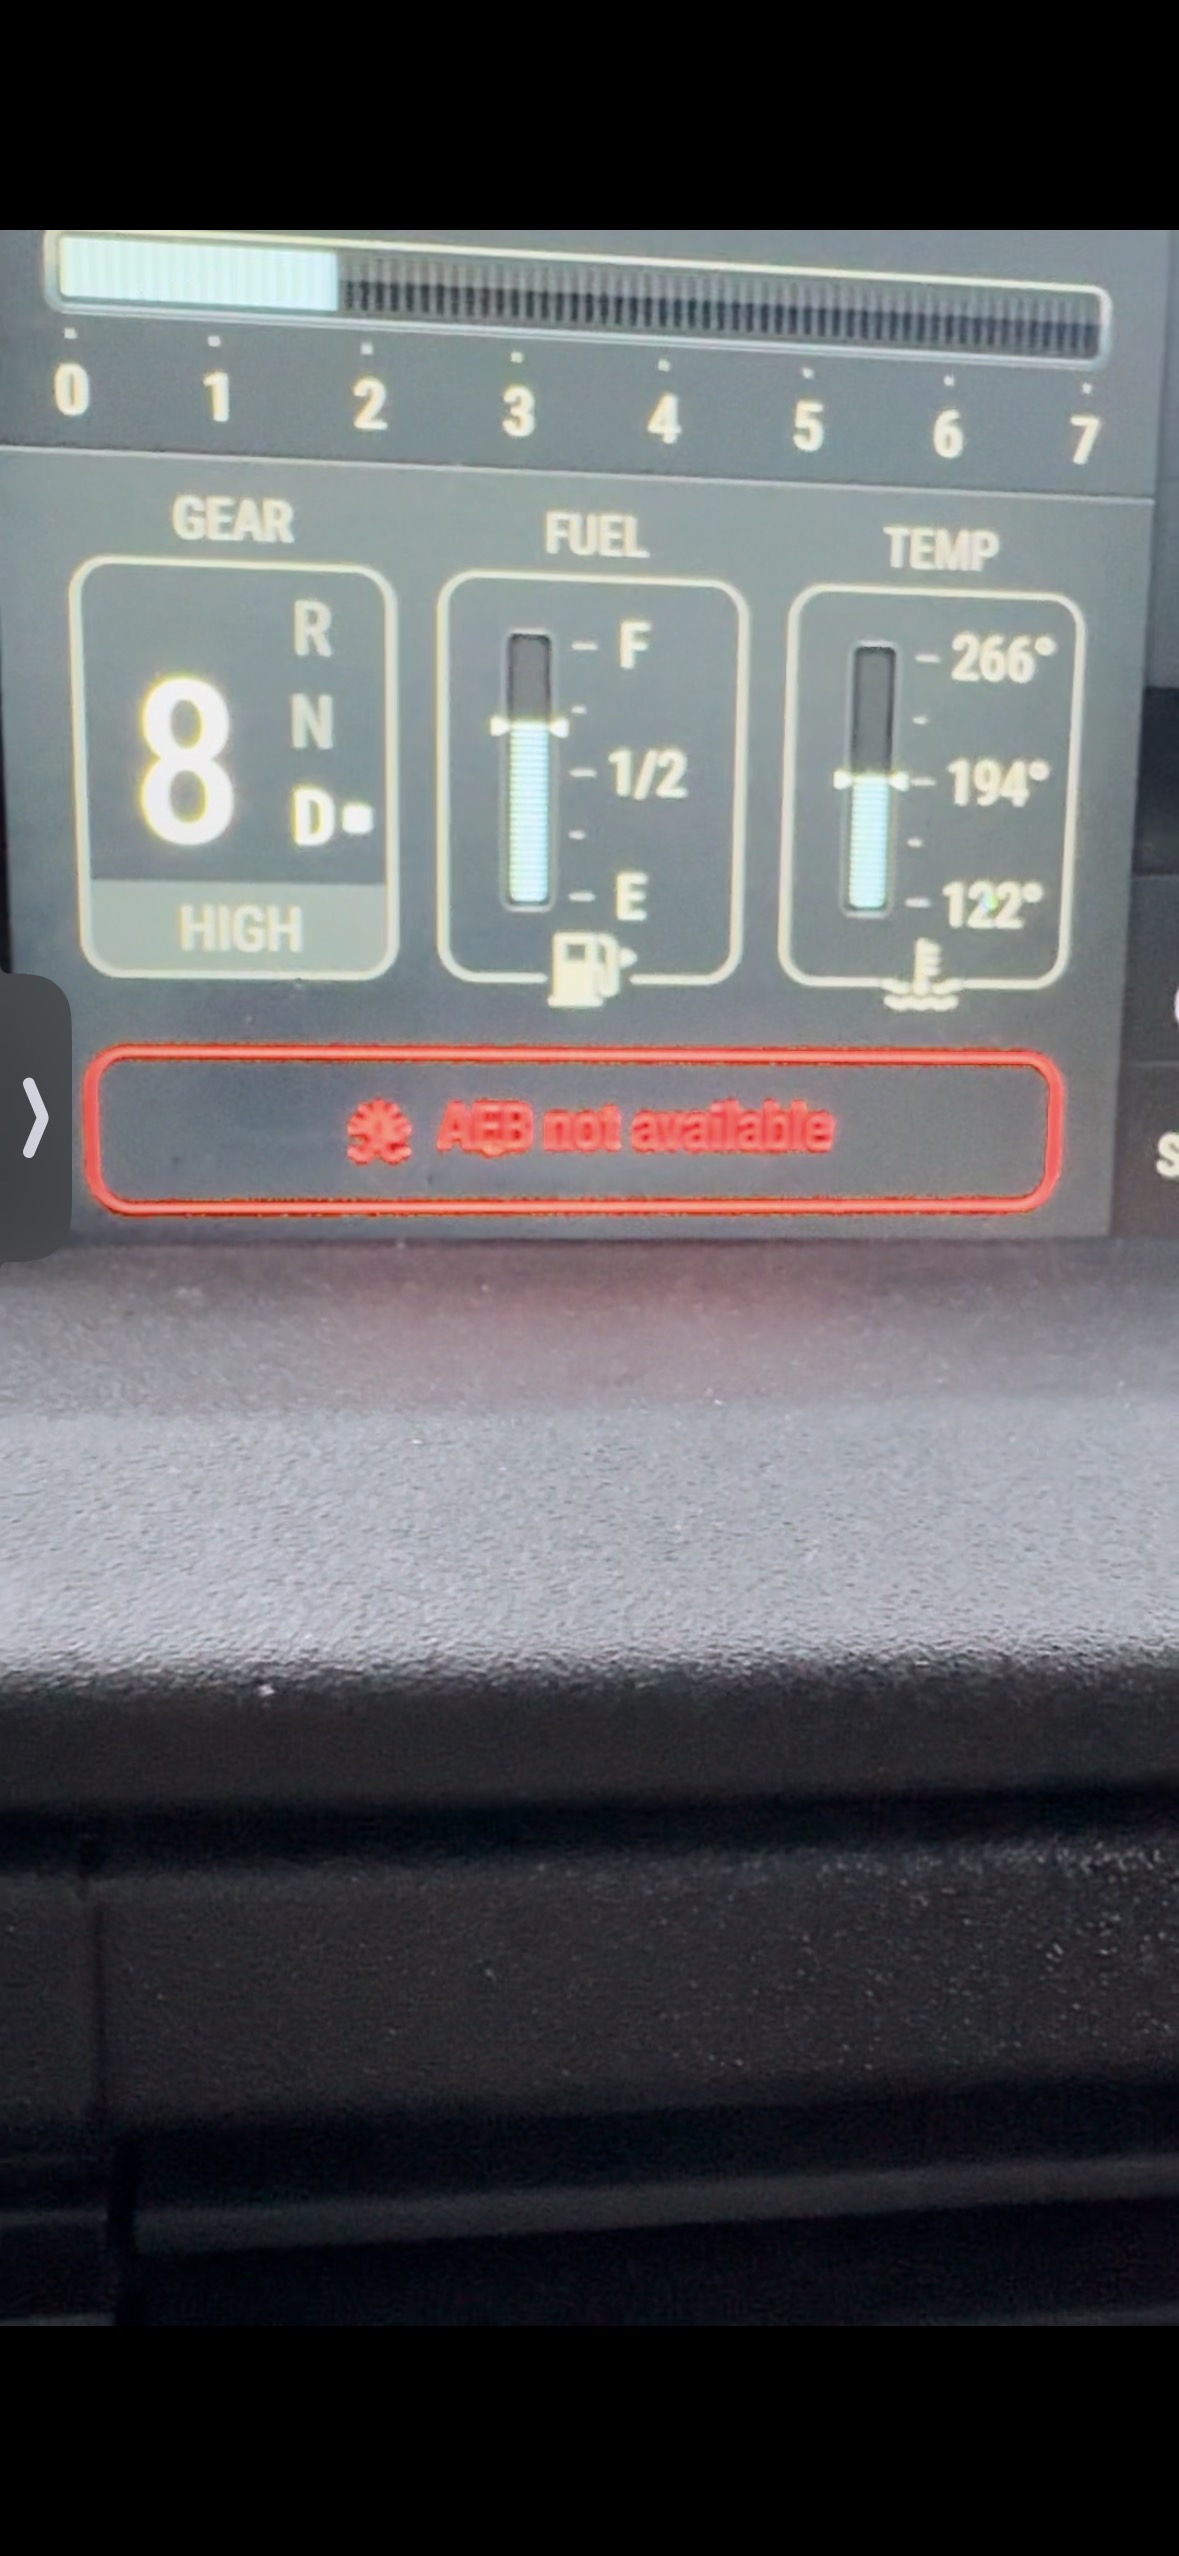 0 1 2 3 4 5 6 7
GEAR FUEL TEMP
R
N
8 D
HIGH
F
1/2
E
266°
194°
122°
AEB not available
S